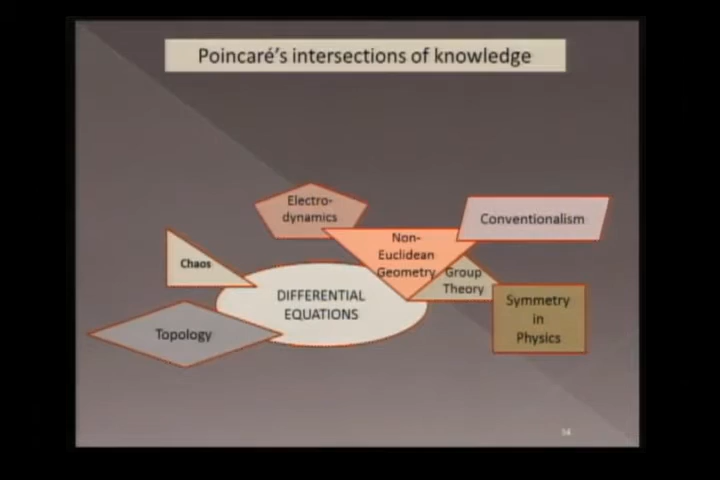 Poincaré's intersections of knowledge
Electro-
dynamics
Conventionalism
Non-
Euclidean
Geometry
Chaos
Group
Theory
DIFFERENTIAL
EQUATIONS
Symmetry
in
Physics
Topology
14